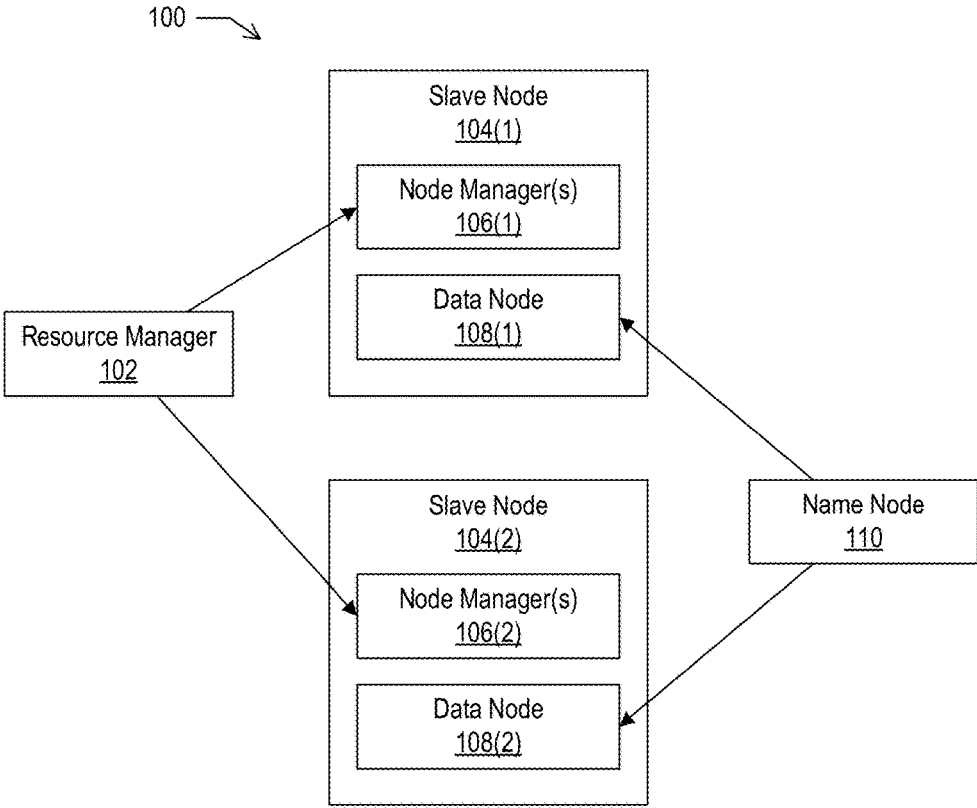 100
Slave Node
104(1)
Node Manager(s)
106(1)
Data Node
108(1)
Resource Manager
102
Slave Node
104(2)
Node Manager(s)
106(2)
Data Node
108(2)
Name Node
110